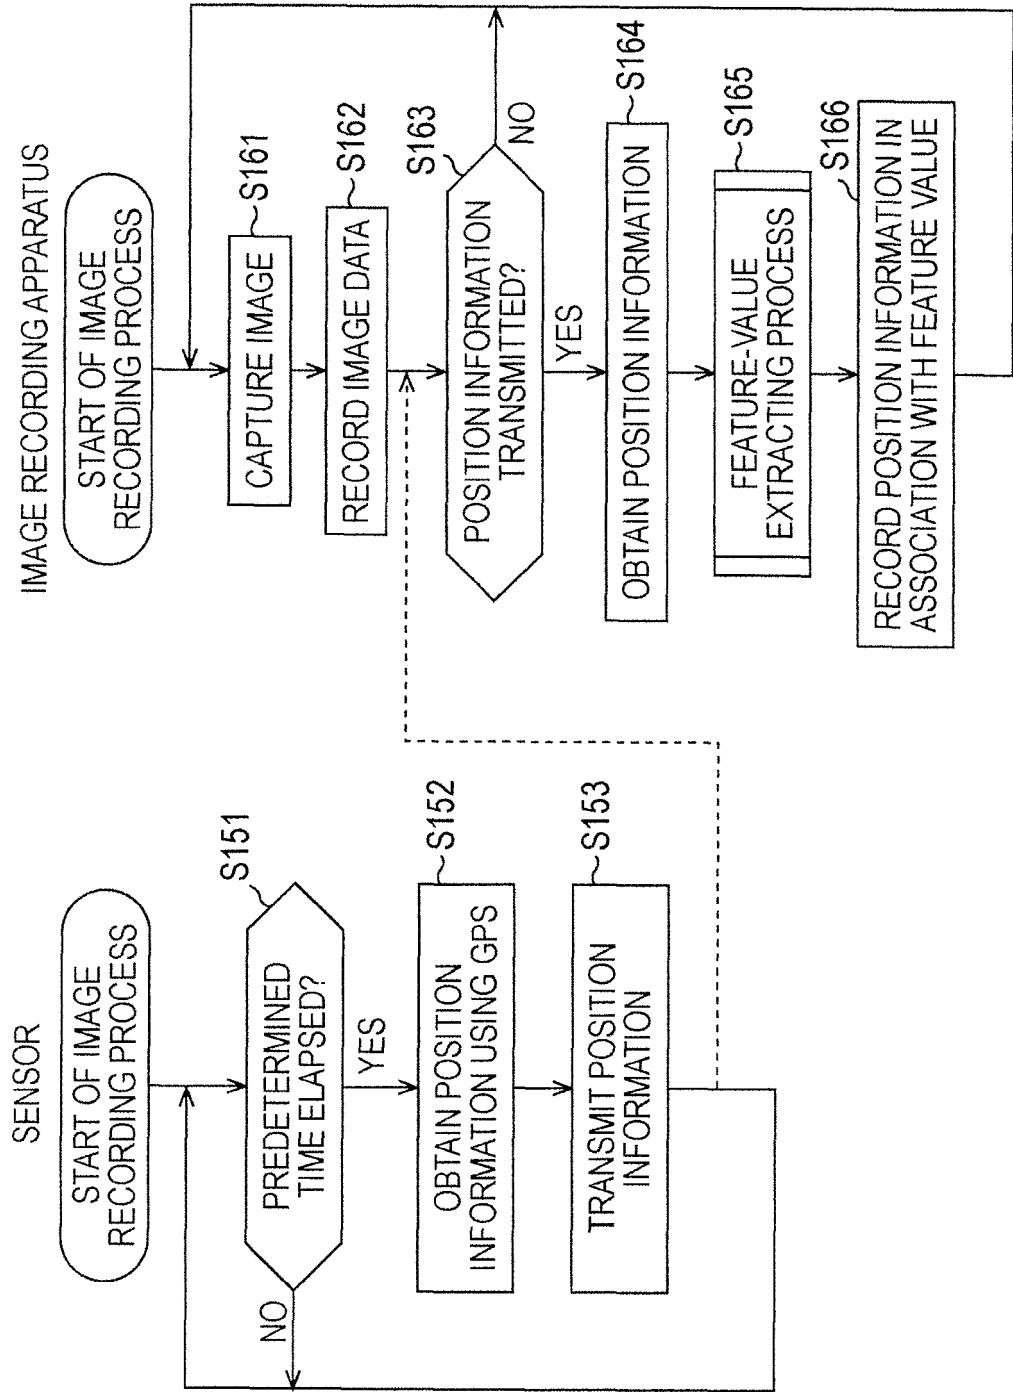 SENSOR
START OF IMAGE
RECORDING PROCESS
S151
PREDETERMINED
TIME ELAPSED?
NO
YES
S152
OBTAIN POSITION
INFORMATION USING GPS
S153
TRANSMIT POSITION
INFORMATION
IMAGE RECORDING APPARATUS
START OF IMAGE
RECORDING PROCESS
S161
CAPTURE IMAGE
S162
RECORD IMAGE DATA
S163
POSITION INFORMATION
TRANSMITTED?
NO
YES
S164
OBTAIN POSITION INFORMATION
S165
FEATURE-VALUE
EXTRACTING PROCESS
S166
RECORD POSITION INFORMATION IN
ASSOCIATION WITH FEATURE VALUE